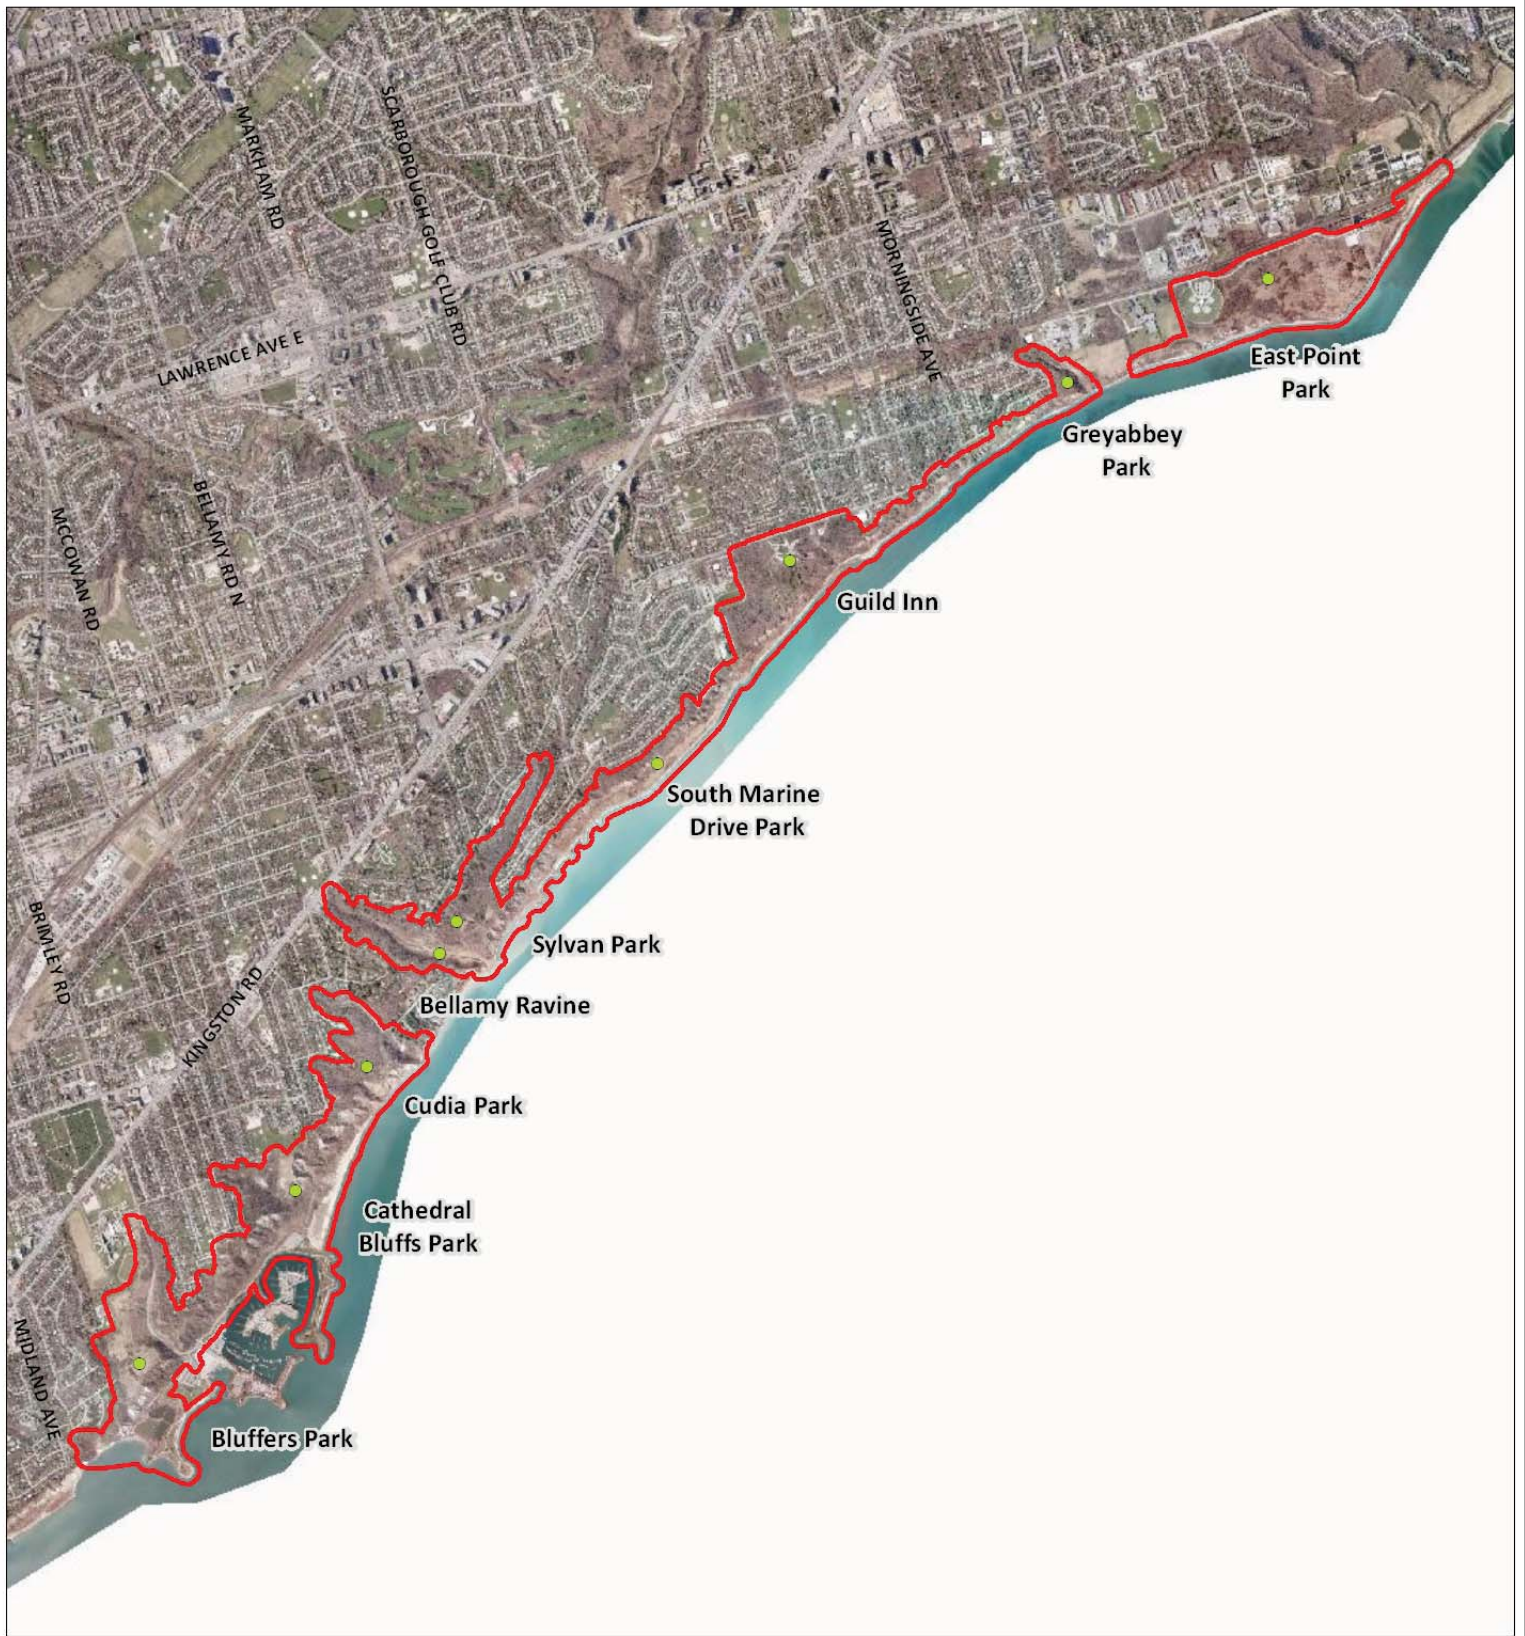 SCARBOROUGH GOLF CLUB RD
MARKHAM RD
MORNINGSIDE AVE
LAWRENCE AVE E
East Point
Park
Greyabbey
Park
BELLAMY RD N
MCCOWAN RD
Guild Inn
South Marine
Drive Park
BRIMLEY RD
Sylvan Park
KINGSTON RD
Bellamy Ravine
Cudia Park
Cathedral
Bluffs Park
MIDLAND AVE
Bluffers Park